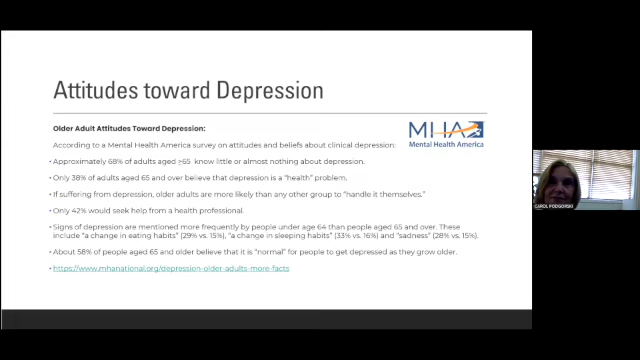 Attitudes toward Depression
Older Adult Attitudes Toward Depression:
MHA
Mental Health America
According to a Mental Health America survey on attitudes and beliefs about clinical depression:
• Approximately 68% of adults aged ≥65 know little or almost nothing about depression.
• Only 38% of adults aged 65 and over believe that depression is a “health” problem.
• If suffering from depression, older adults are more likely than any other group to “handle it themselves.”
• Only 42% would seek help from a health professional.
• Signs of depression are mentioned more frequently by people under age 64 than people aged 65 and over. These
include “a change in eating habits” (29% vs. 15%), “a change in sleeping habits” (33% vs. 16%) and “sadness” (28% vs. 15%).
• About 58% of people aged 65 and older believe that it is “normal” for people to get depressed as they grow older.
• https://www.mhanational.org/depression-older-adults-more-facts
CAROL PODGORSKI